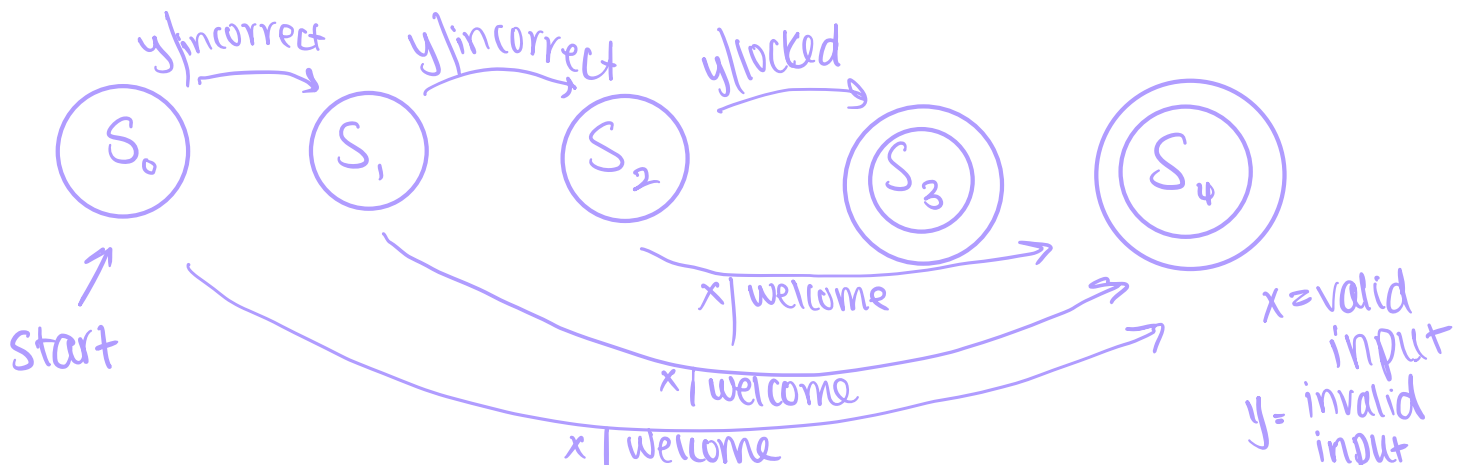 y|incorrect
y|incorrect
y|locked
S₀
S₁
S₂
S₃
S₄
start
x|welcome
x|welcome
x|welcome
x = valid
input
y = invalid
input